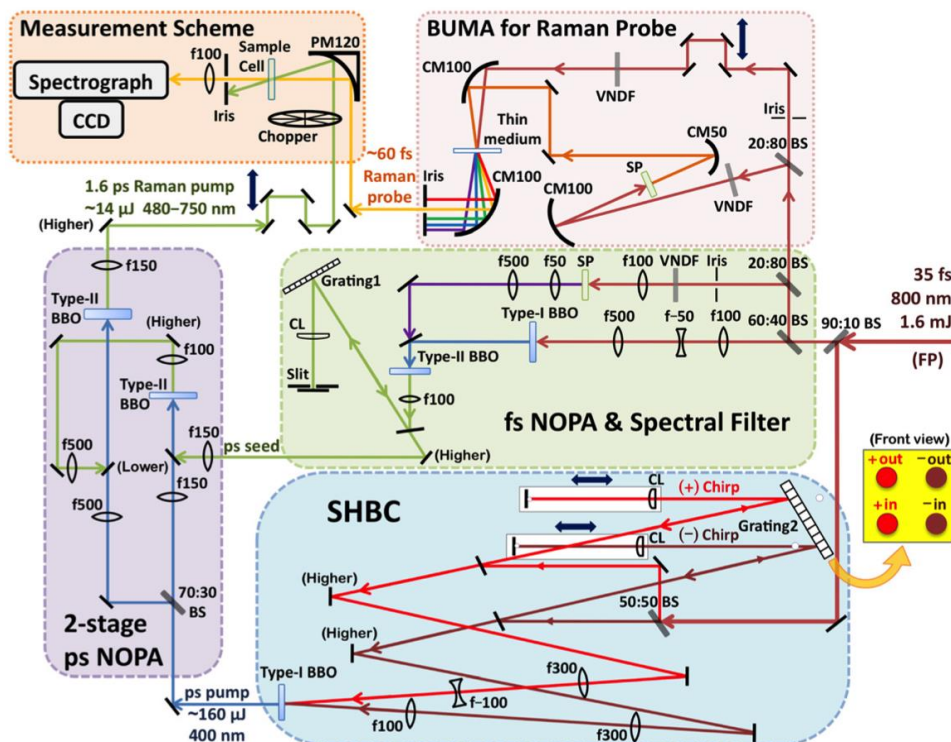 Measurement Scheme
PM120
Sample
Cell
f100
Spectrograph
CCD
Iris
Chopper
BUMA for Raman Probe
CM100
VNDF
Iris
Thin
medium
CM50
20:80 BS
SP
CM100
VNDF
CM100
Iris
~60 fs
Raman
probe
1.6 ps Raman pump
~14 µJ 480–750 nm
(Higher)
f150
Type-II
BBO
(Higher)
f100
Type-II
BBO
f500
(Lower)
f150
f500
ps seed
f150
70:30
BS
2-stage
ps NOPA
ps pump
~160 µJ
400 nm
Grating1
CL
Slit
f500
f50
SP
f100
VNDF
Iris
20:80 BS
Type-I BBO
f500
f–50
f100
60:40 BS
Type-II BBO
f100
(Higher)
fs NOPA & Spectral Filter
35 fs
800 nm
1.6 mJ
90:10 BS
(FP)
(Front view)
+out
−out
+in
−in
SHBC
CL
(+) Chirp
CL
(−) Chirp
Grating2
(Higher)
50:50 BS
(Higher)
Type-I BBO
f300
f–100
f100
f300